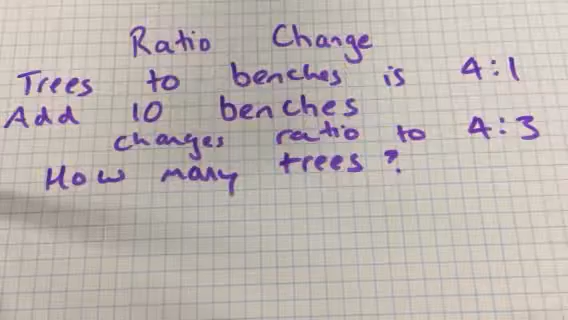 Ratio Change
Trees to benches is 4:1
Add 10 benches
changes ratio to 4:3
How many trees?